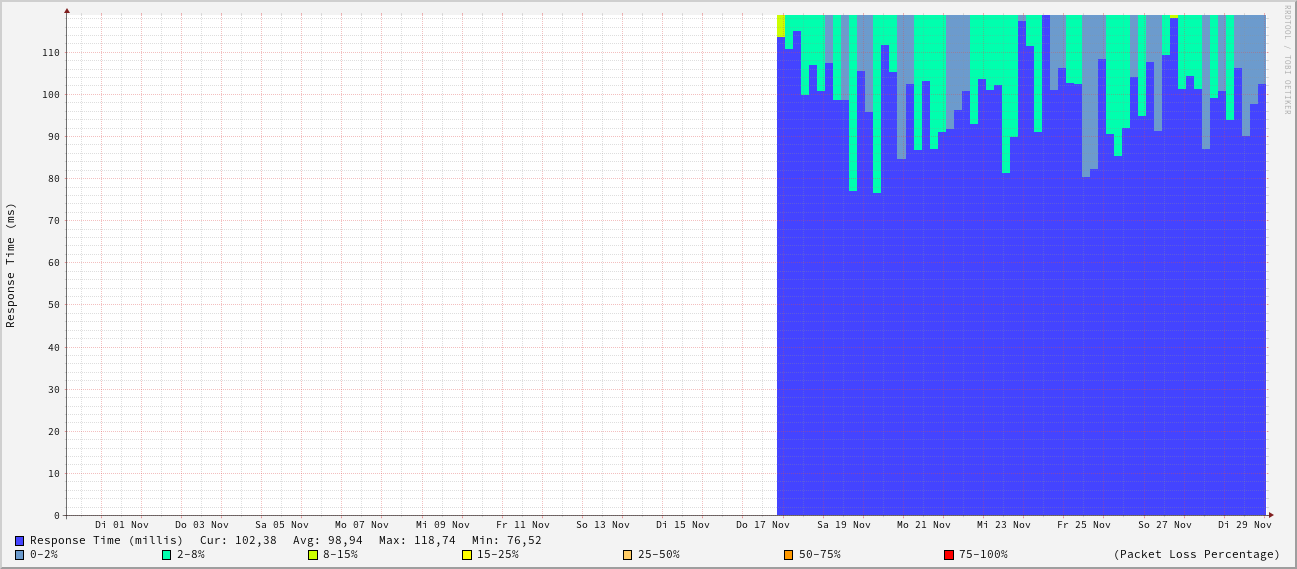 RRDTOOL / TOBI OETIKER
Response Time (ms)
110
100
90
80
70
60
50
40
30
20
10
0
Di 01 Nov Do 03 Nov Sa 05 Nov Mo 07 Nov Mi 09 Nov Fr 11 Nov So 13 Nov Di 15 Nov Do 17 Nov Sa 19 Nov Mo 21 Nov Mi 23 Nov Fr 25 Nov So 27 Nov Di 29 Nov
Response Time (millis) Cur: 102,38 Avg: 98,94 Max: 118,74 Min: 76,52
0-2% 2-8% 8-15% 15-25% 25-50% 50-75% 75-100% (Packet Loss Percentage)